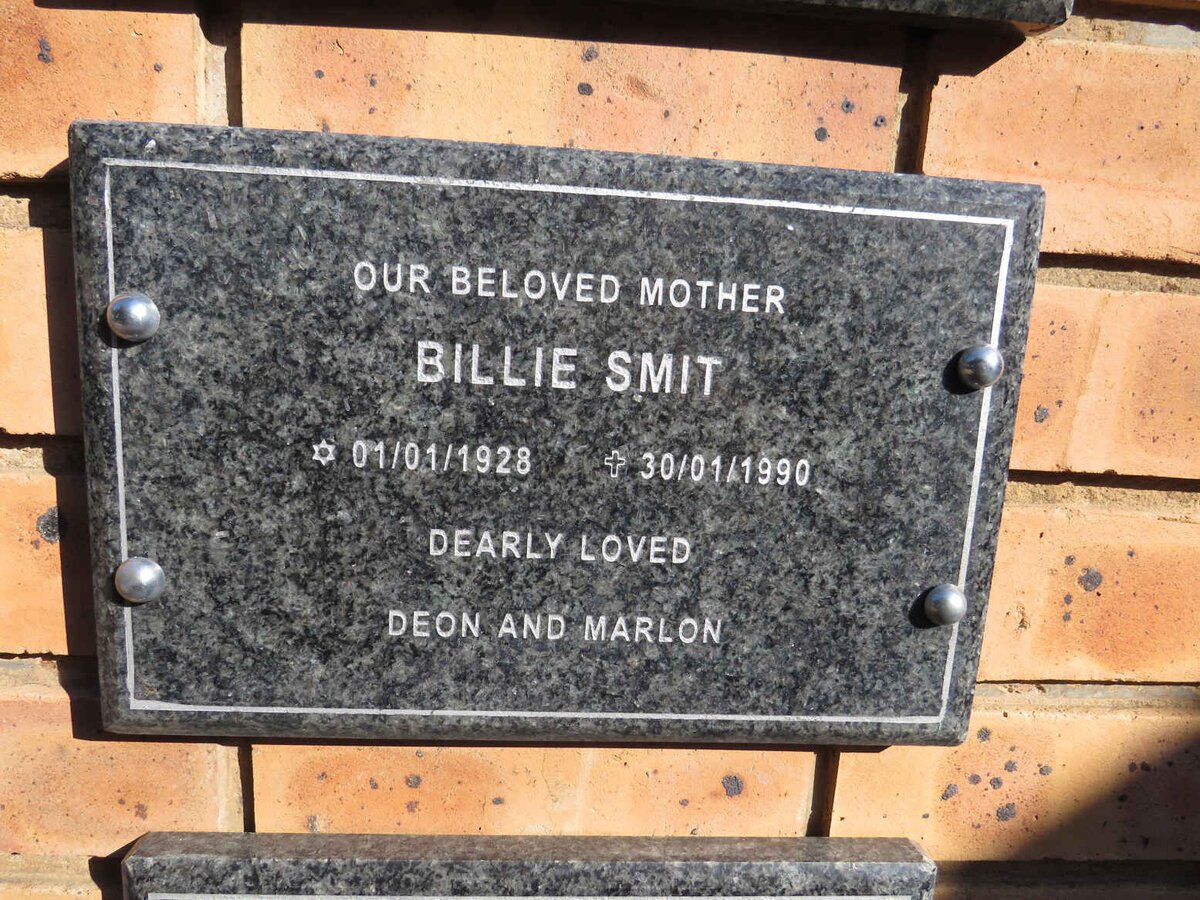 OUR BELOVED MOTHER
BILLIE SMIT
✡ 01/01/1928 ✝ 30/01/1990
DEARLY LOVED
DEON AND MARLON